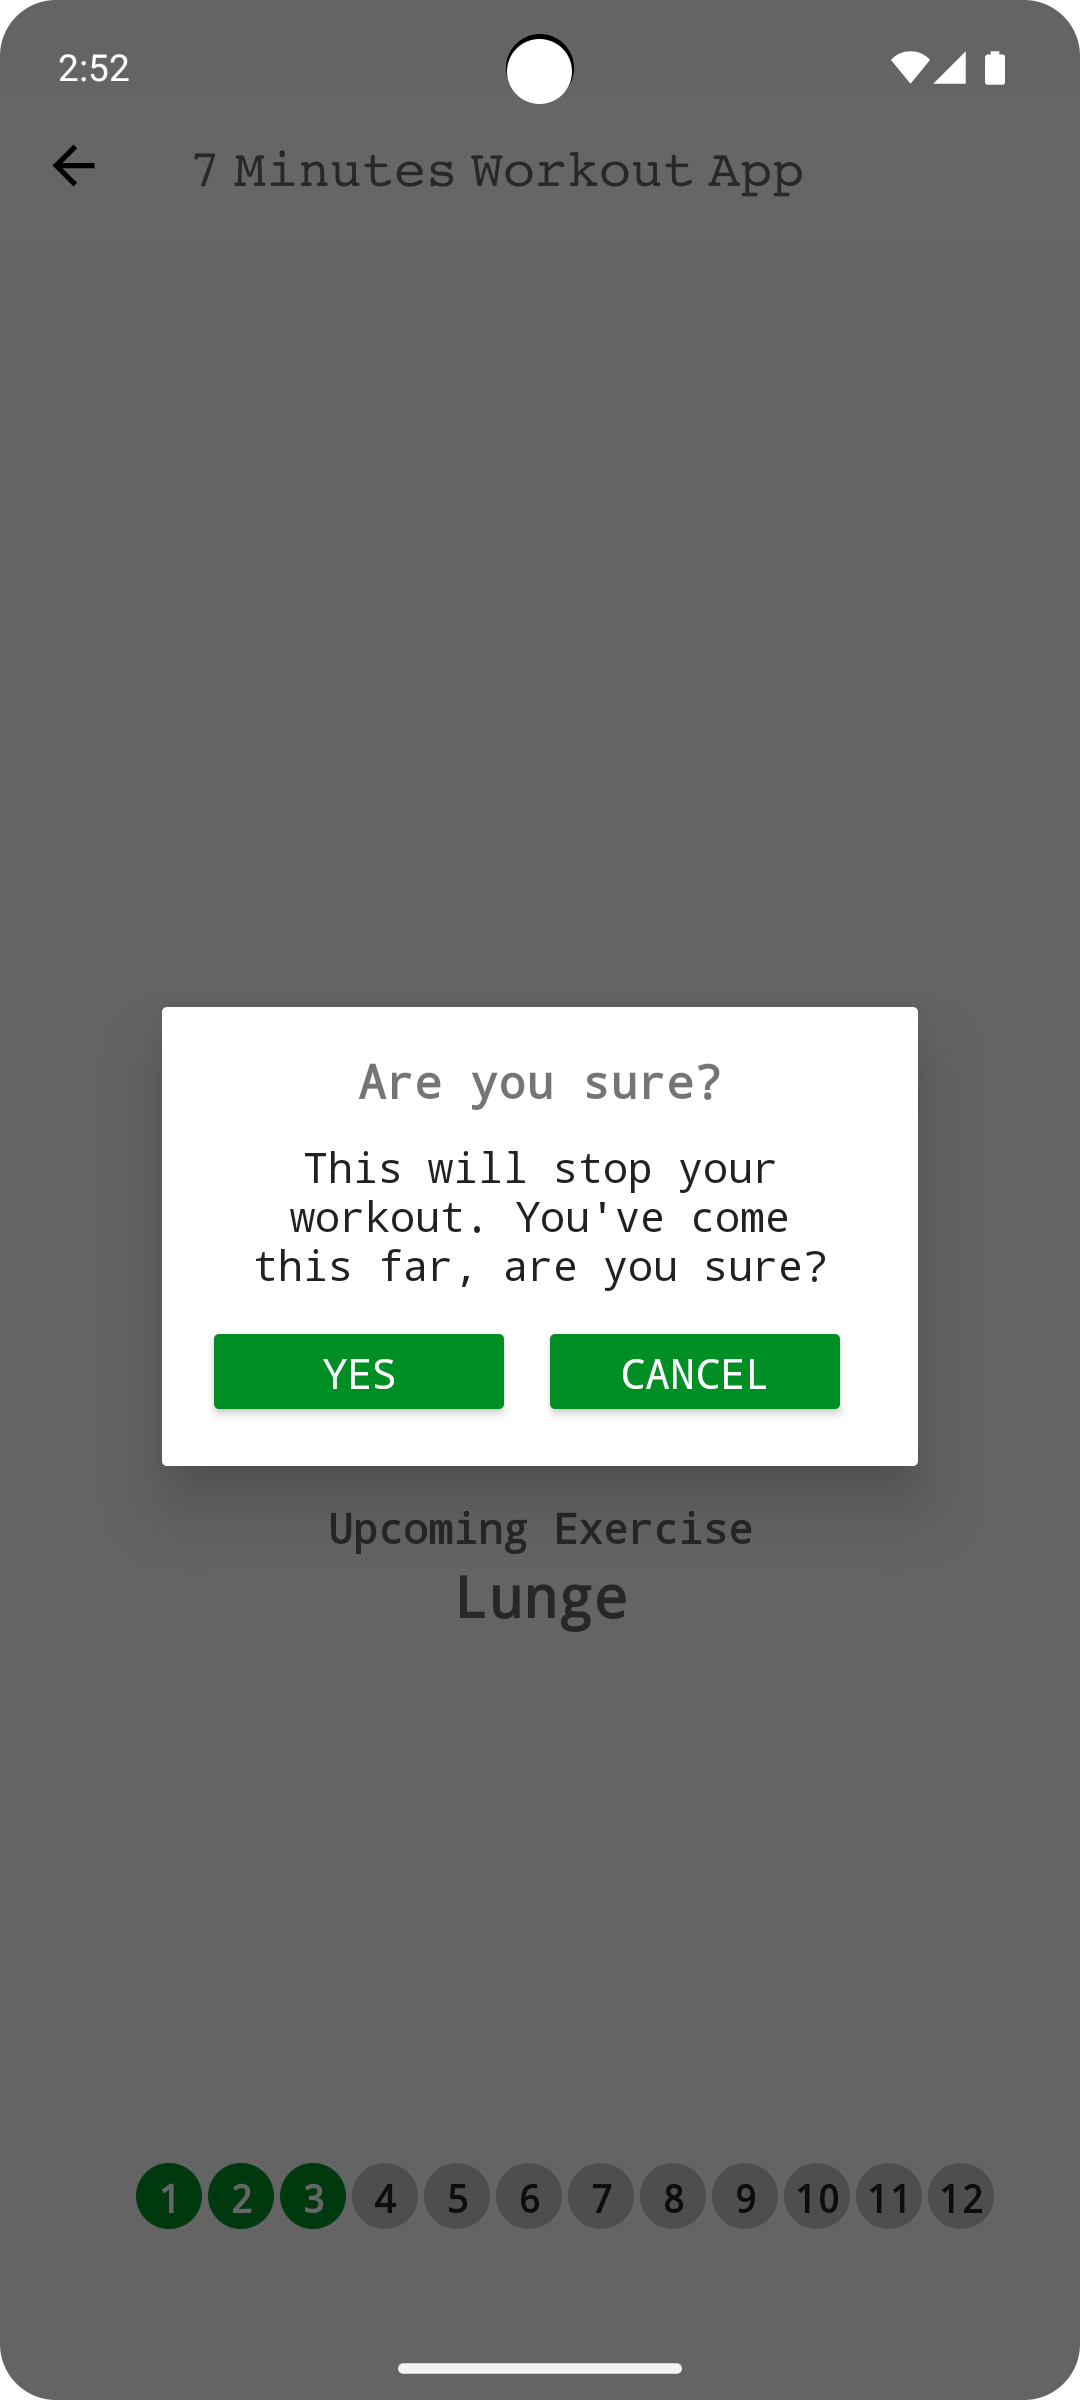 2:52
7 Minutes Workout App
Are you sure?
This will stop your
workout. You've come
this far, are you sure?
YES CANCEL
Upcoming Exercise
Lunge
1 2 3 4 5 6 7 8 9 10 11 12